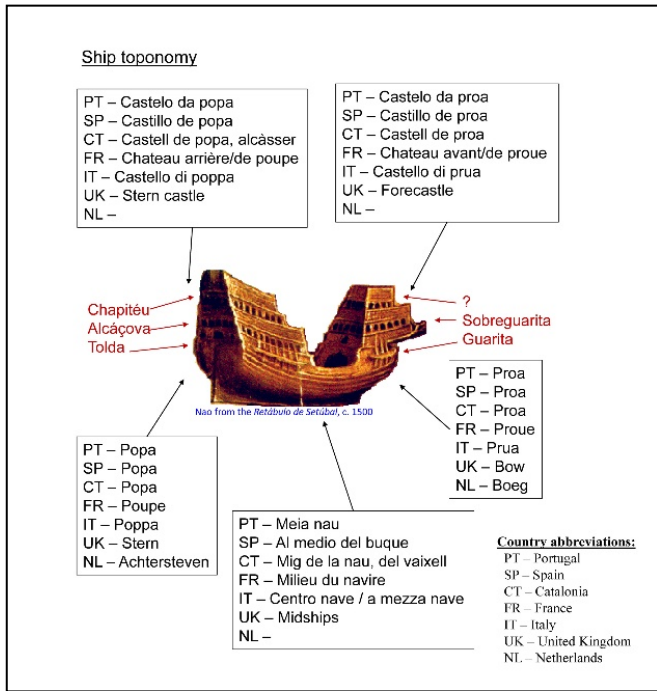 Ship toponomy
PT – Castelo da popa
SP – Castillo de popa
CT – Castell de popa, alcàsser
FR – Chateau arrière/de poupe
IT – Castello di poppa
UK – Stern castle
NL –
PT – Castelo da proa
SP – Castillo de proa
CT – Castell de proa
FR – Chateau avant/de proue
IT – Castello di prua
UK – Forecastle
NL –
Chapitéu
Alcáçova
Tolda
?
Sobreguarita
Guarita
Nao from the Retábulo de Setúbal, c. 1500
PT – Proa
SP – Proa
CT – Proa
FR – Proue
IT – Prua
UK – Bow
NL – Boeg
PT – Popa
SP – Popa
CT – Popa
FR – Poupe
IT – Poppa
UK – Stern
NL – Achtersteven
PT – Meia nau
SP – Al medio del buque
CT – Mig de la nau, del vaixell
FR – Milieu du navire
IT – Centro nave / a mezza nave
UK – Midships
NL –
Country abbreviations:
PT – Portugal
SP – Spain
CT – Catalonia
FR – France
IT – Italy
UK – United Kingdom
NL – Netherlands